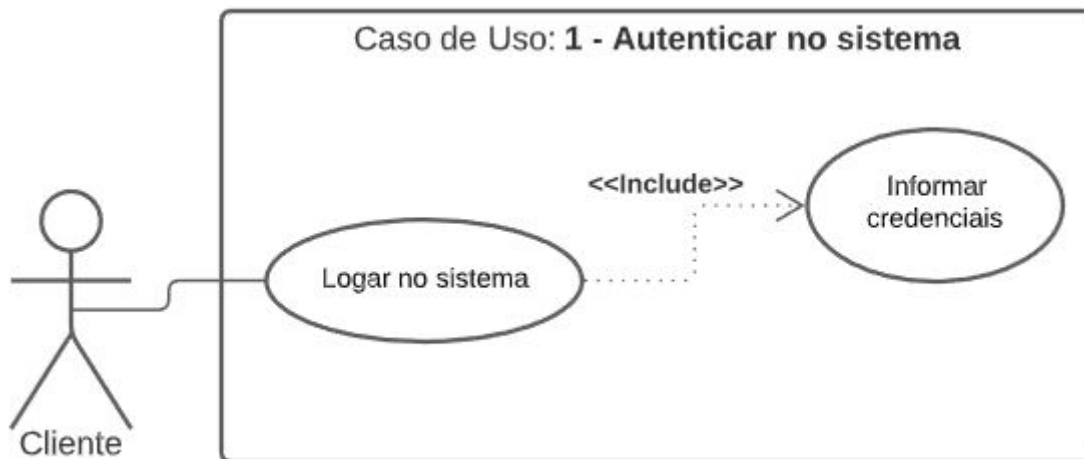 Caso de Uso: 1 - Autenticar no sistema
<<Include>>
Informar
credenciais
Logar no sistema
Cliente